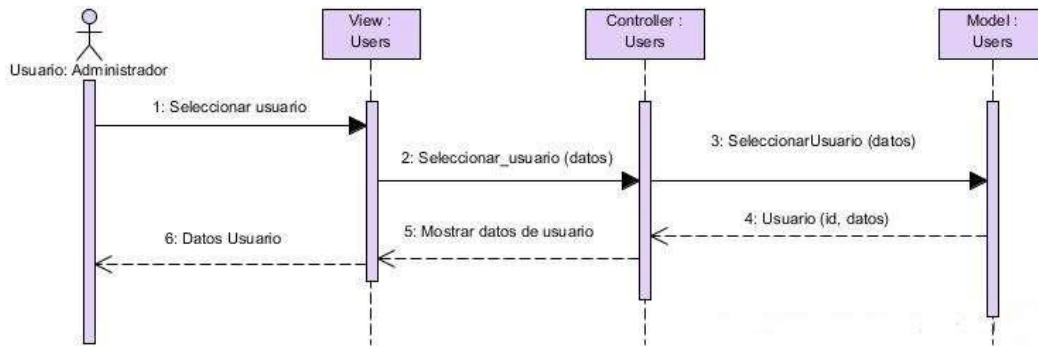 View :
Users
Controller :
Users
Model :
Users
Usuario: Administrador
1: Seleccionar usuario
2: Seleccionar_usuario (datos)
3: SeleccionarUsuario (datos)
4: Usuario (id, datos)
5: Mostrar datos de usuario
6: Datos Usuario